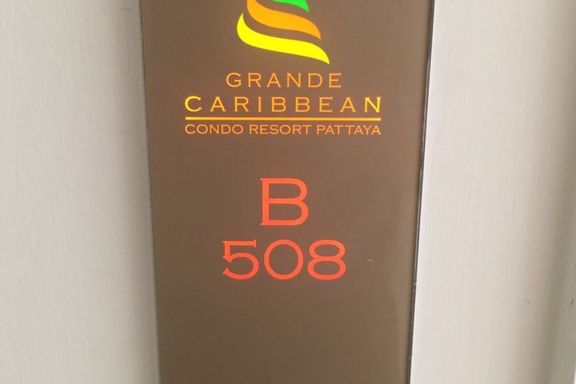 GRANDE
CARIBBEAN
CONDO RESORT PATTAYA
B
508